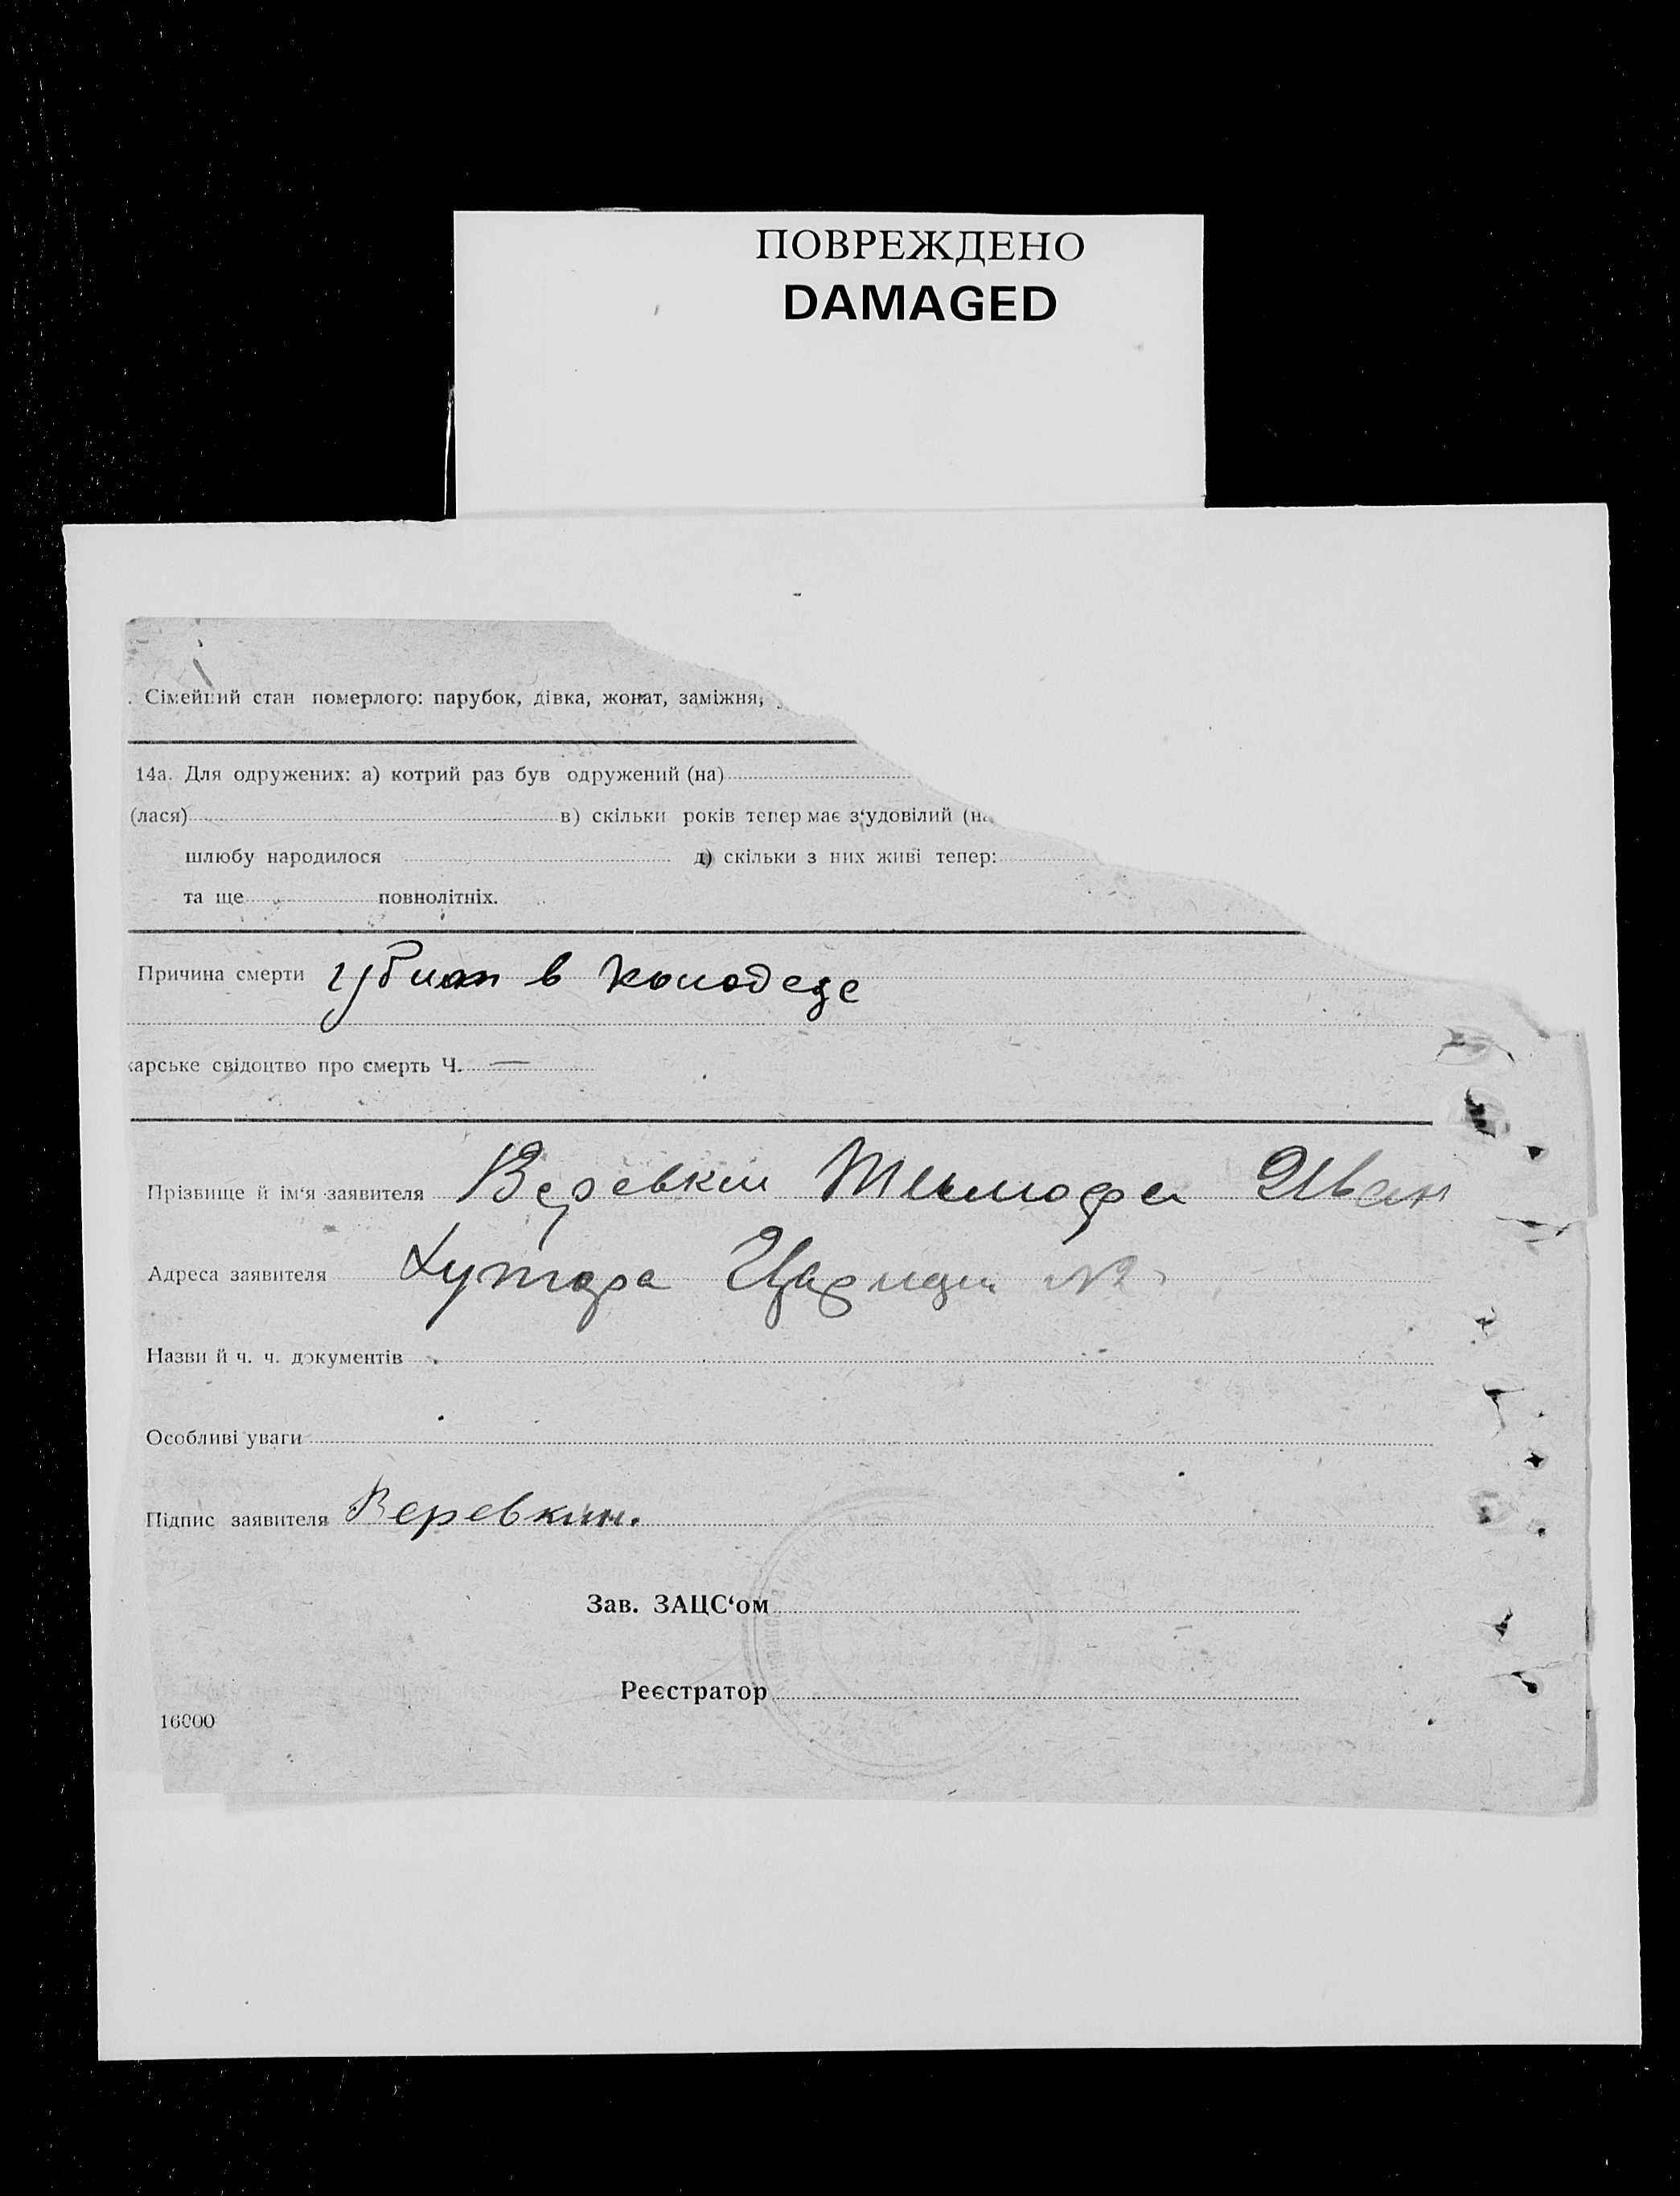 ПОВРЕЖДЕНО
DAMAGED
. Сімейний стан померлого: парубок, дівка, жонат, заміжня,
14а. Для одружених: а) котрий раз був одружений (на)
(лася) в) скільки років тепер має з‘удовілий (на
шлюбу народилося д) скільки з них живі тепер:
та ще повнолітніх.
Причина смерти убит в колодезе
карське свідоцтво про смерть Ч. —
Прізвище й ім‘я заявителя Веревкин Тимофей Иван
Адреса заявителя Хутора №
Назви й ч. ч. документів
Особливі уваги
Підпис заявителя Веревкин.
Зав. ЗАЦС‘ом
Реєстратор
16000